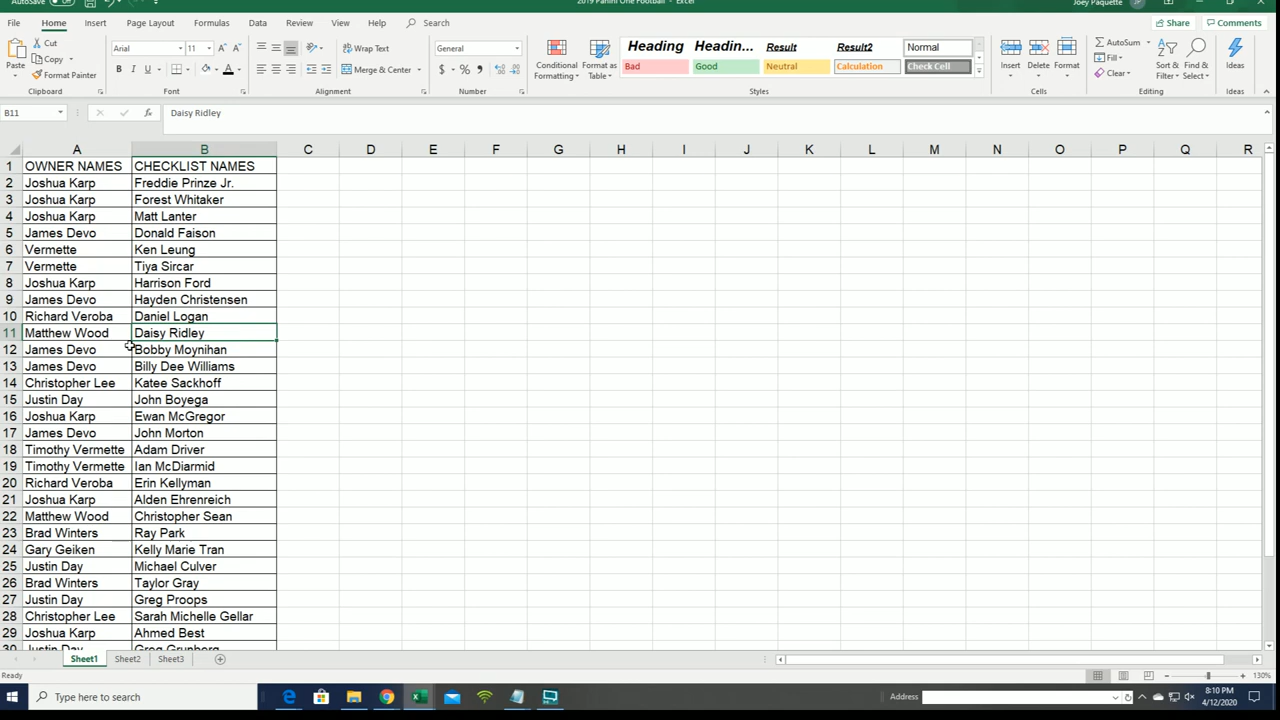 AutoSave
2019 Panini One Football - Excel
Joey Paquette
JP
File Home Insert Page Layout Formulas Data Review View Help Search
Share Comments
Paste Cut Copy Format Painter
Clipboard
Arial 11 A A B I U A
Font
Wrap Text Merge & Center
Alignment
General $ % 9
Number
Conditional Formatting Format as Table
Heading Headin... Result Result2 Normal
Bad Good Neutral Calculation Check Cell
Styles
Insert Delete Format
Cells
AutoSum Fill Clear Sort & Filter Find & Select
Editing
Ideas
Ideas
B11 fx Daisy Ridley
A B C D E F G H I J K L M N O P Q R
1 OWNER NAMES CHECKLIST NAMES
2 Joshua Karp Freddie Prinze Jr.
3 Joshua Karp Forest Whitaker
4 Joshua Karp Matt Lanter
5 James Devo Donald Faison
6 Vermette Ken Leung
7 Vermette Tiya Sircar
8 Joshua Karp Harrison Ford
9 James Devo Hayden Christensen
10 Richard Veroba Daniel Logan
11 Matthew Wood Daisy Ridley
12 James Devo Bobby Moynihan
13 James Devo Billy Dee Williams
14 Christopher Lee Katee Sackhoff
15 Justin Day John Boyega
16 Joshua Karp Ewan McGregor
17 James Devo John Morton
18 Timothy Vermette Adam Driver
19 Timothy Vermette Ian McDiarmid
20 Richard Veroba Erin Kellyman
21 Joshua Karp Alden Ehrenreich
22 Matthew Wood Christopher Sean
23 Brad Winters Ray Park
24 Gary Geiken Kelly Marie Tran
25 Justin Day Michael Culver
26 Brad Winters Taylor Gray
27 Justin Day Greg Proops
28 Christopher Lee Sarah Michelle Gellar
29 Joshua Karp Ahmed Best
30 Justin Day Greg Grunberg
Sheet1 Sheet2 Sheet3
Ready 130%
Type here to search Address 8:10 PM
4/12/2020